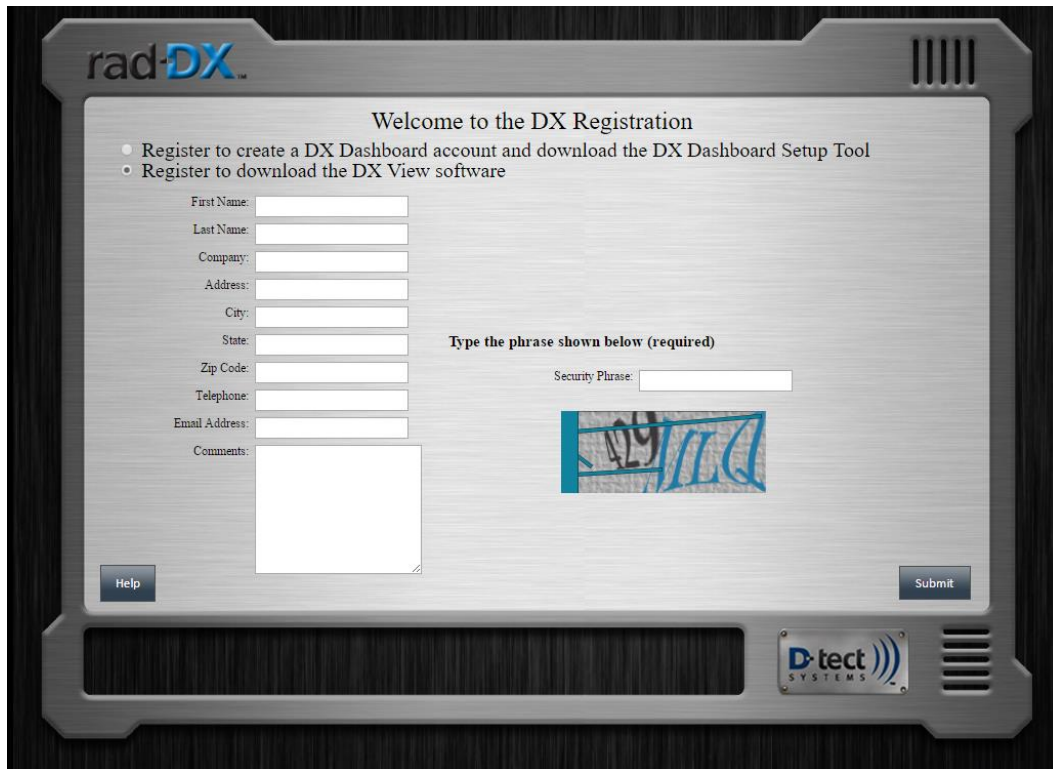 rad-DX™
Welcome to the DX Registration
Register to create a DX Dashboard account and download the DX Dashboard Setup Tool
Register to download the DX View software
First Name:
Last Name:
Company:
Address:
City:
State:
Zip Code:
Telephone:
Email Address:
Comments:
Type the phrase shown below (required)
Security Phrase:
Help
Submit
D-tect
SYSTEMS™